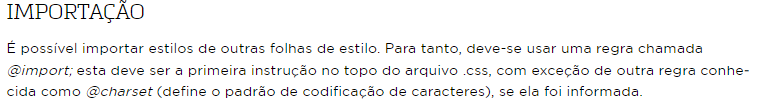 IMPORTAÇÃO
É possível importar estilos de outras folhas de estilo. Para tanto, deve-se usar uma regra chamada
@import; esta deve ser a primeira instrução no topo do arquivo .css, com exceção de outra regra conhe-
cida como @charset (define o padrão de codificação de caracteres), se ela foi informada.